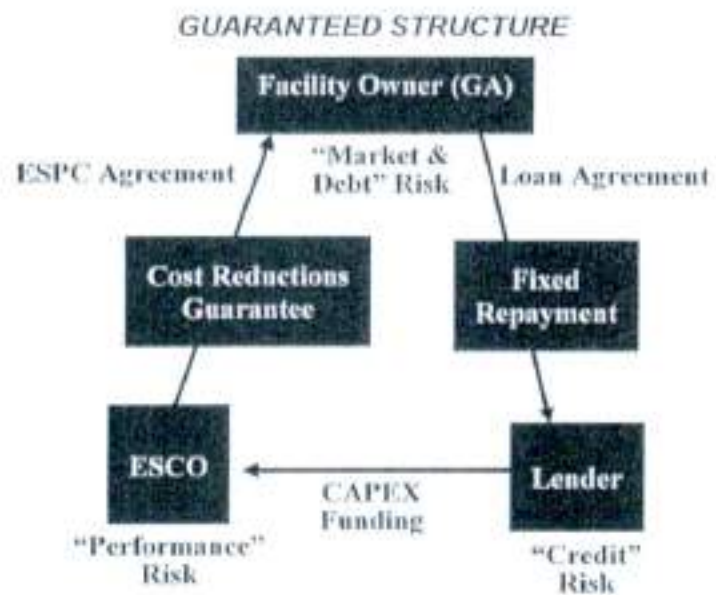 GUARANTEED STRUCTURE
Facility Owner (GA)
ESPC Agreement
"Market &
Debt" Risk
Loan Agreement
Cost Reductions
Guarantee
Fixed
Repayment
ESCO
CAPEX
Funding
Lender
"Performance"
Risk
"Credit"
Risk